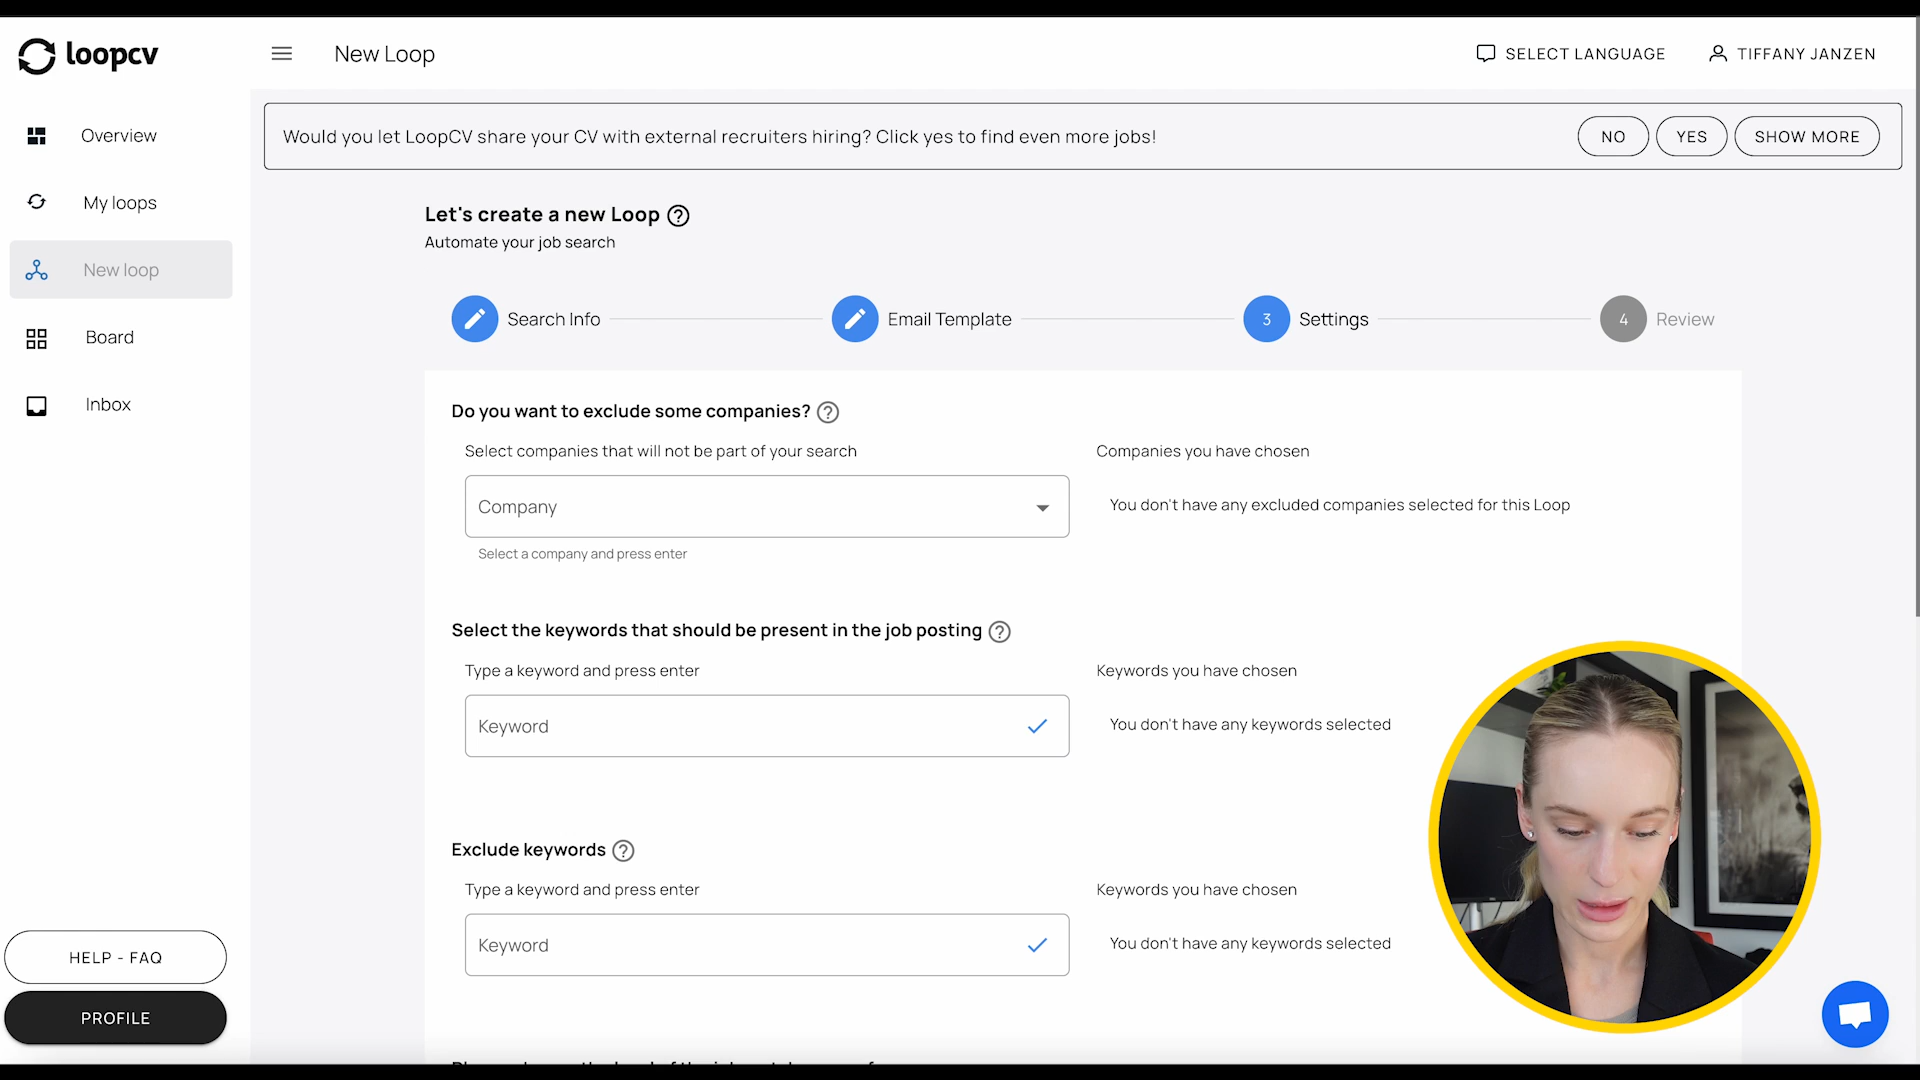 loopcv
New Loop
SELECT LANGUAGE
TIFFANY JANZEN
Overview
My loops
New loop
Board
Inbox
HELP - FAQ
PROFILE
Would you let LoopCV share your CV with external recruiters hiring? Click yes to find even more jobs!
NO
YES
SHOW MORE
Let's create a new Loop ?
Automate your job search
Search Info
Email Template
3 Settings
4 Review
Do you want to exclude some companies? ?
Select companies that will not be part of your search
Companies you have chosen
Company
You don't have any excluded companies selected for this Loop
Select a company and press enter
Select the keywords that should be present in the job posting ?
Type a keyword and press enter
Keywords you have chosen
Keyword
You don't have any keywords selected
Exclude keywords ?
Type a keyword and press enter
Keywords you have chosen
Keyword
You don't have any keywords selected